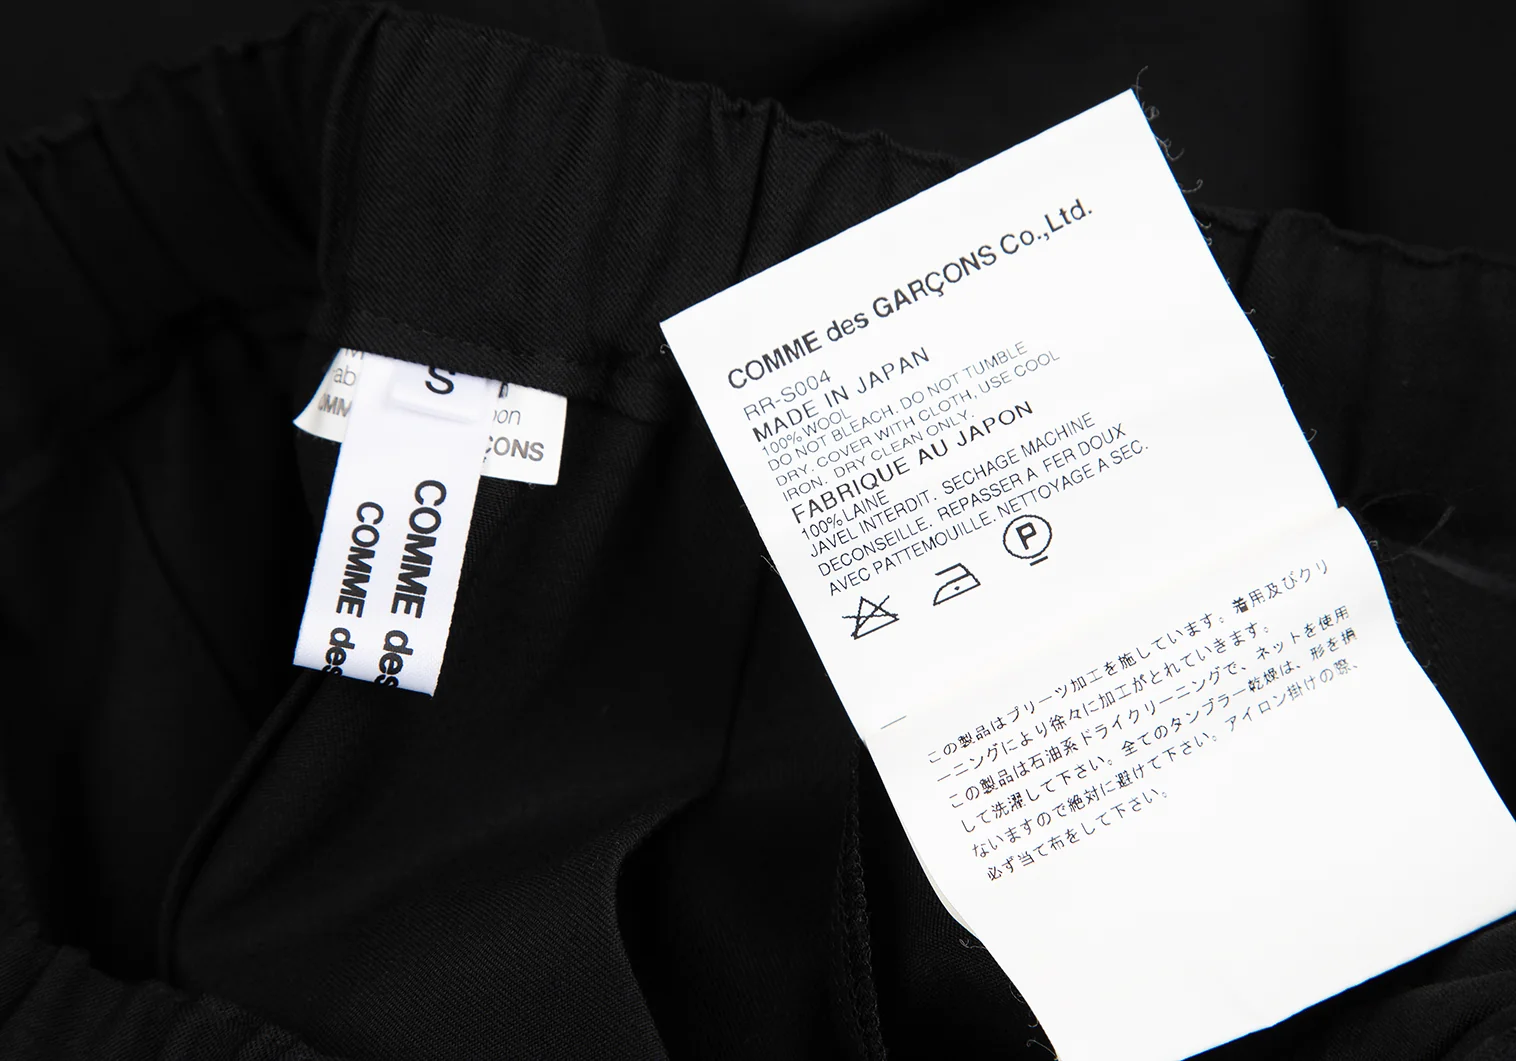 S
CONS
COMME des
COMME des
COMME des GARÇONS Co.,Ltd.
RR-S004
MADE IN JAPAN
100% WOOL
DO NOT BLEACH. DO NOT TUMBLE
DRY. COVER WITH CLOTH, USE COOL
IRON. DRY CLEAN ONLY.
FABRIQUE AU JAPON
100% LAINE
JAVEL INTERDIT. SECHAGE MACHINE
DECONSEILLE. REPASSER A FER DOUX
AVEC PATTEMOUILLE. NETTOYAGE A SEC.
P
この製品はプリーツ加工を施しています。着用及びクリ
ーニングにより徐々に加工がとれていきます。
この製品は石油系ドライクリーニングで、ネットを使用
して洗濯して下さい。全てのタンブラー乾燥は、形を損
ないますので絶対に避けて下さい。アイロン掛けの際、
必ず当て布をして下さい。